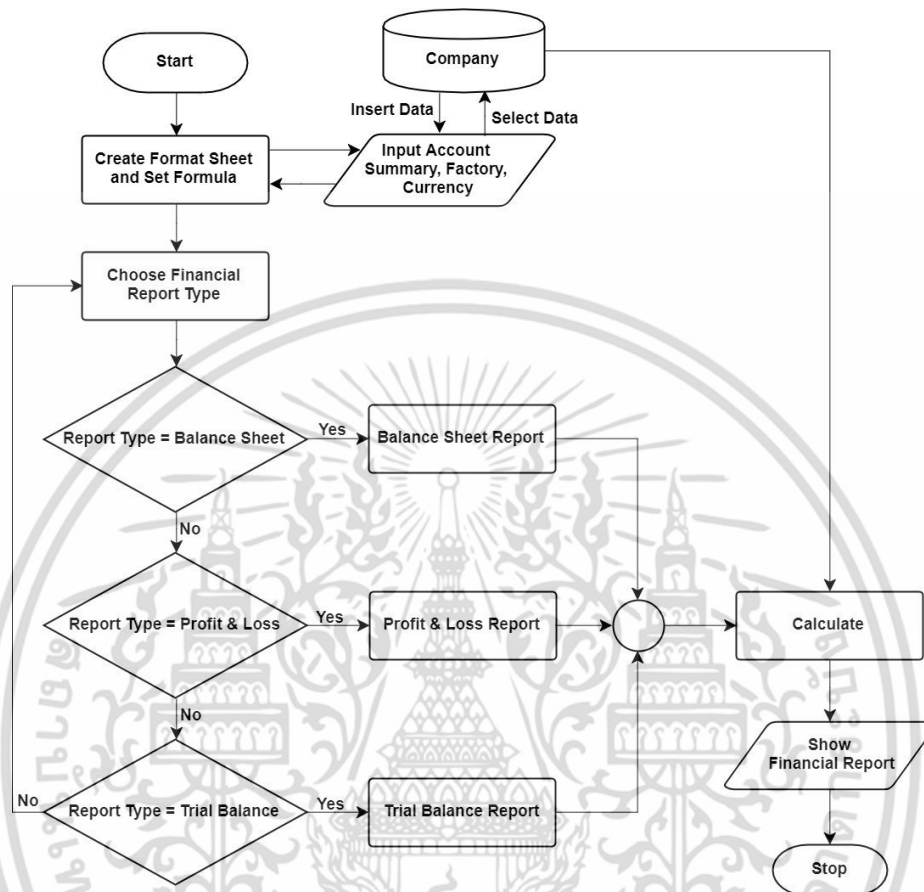 Start
Company
Insert Data
Select Data
Create Format Sheet
and Set Formula
Input Account
Summary, Factory,
Currency
Choose Financial
Report Type
Report Type = Balance Sheet
Yes
Balance Sheet Report
No
Report Type = Profit & Loss
Yes
Profit & Loss Report
Calculate
No
Show
Financial Report
No
Report Type = Trial Balance
Yes
Trial Balance Report
Stop